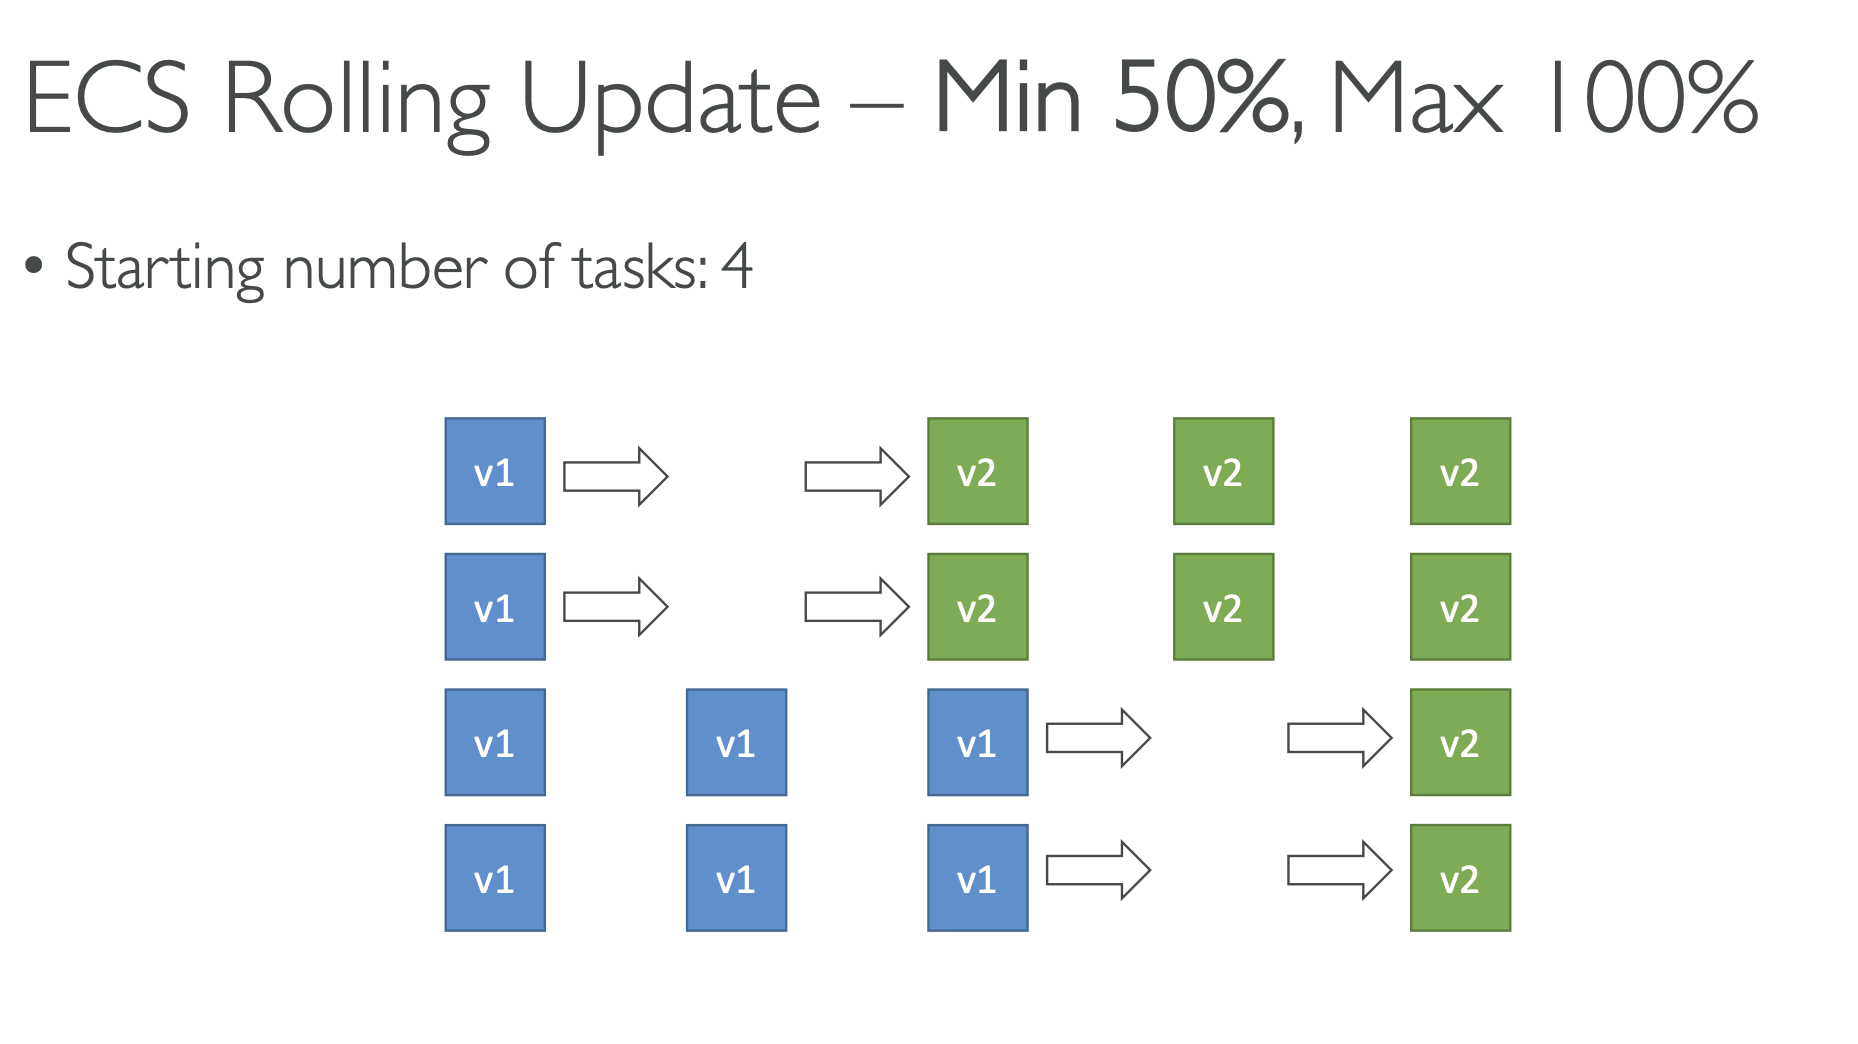 ECS Rolling Update – Min 50%, Max 100%
• Starting number of tasks: 4
v1 v2 v2 v2
v1 v2 v2 v2
v1 v1 v1 v2
v1 v1 v1 v2